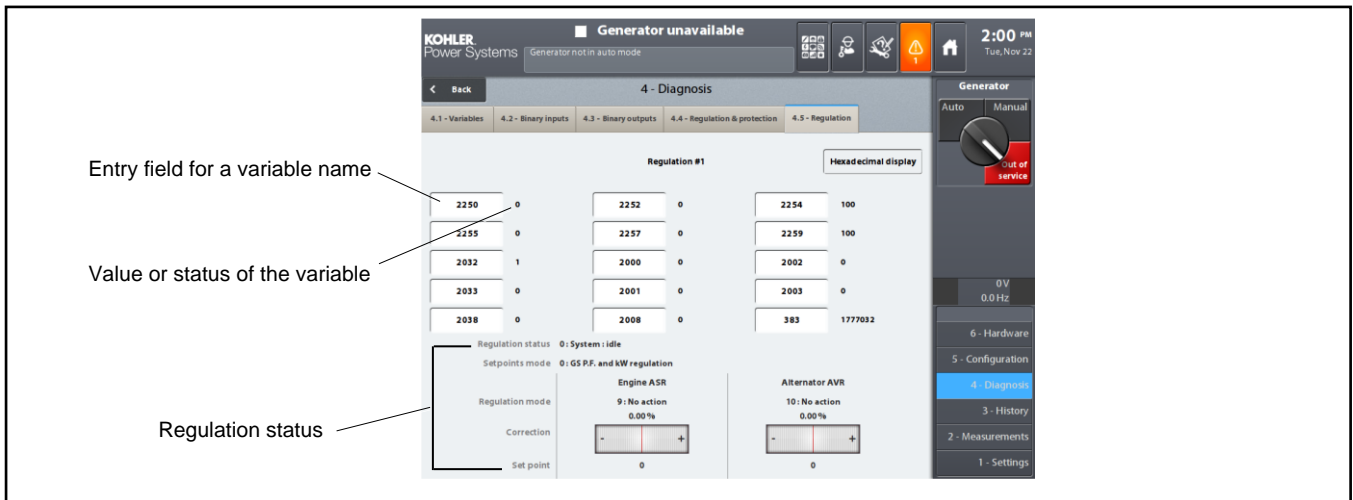 KOHLER
Power Systems
Generator unavailable
Generator not in auto mode
1
2:00 PM
Tue, Nov 22
Back
4 - Diagnosis
Generator
Auto
Manual
Out of
service
4.1 - Variables
4.2 - Binary inputs
4.3 - Binary outputs
4.4 - Regulation & protection
4.5 - Regulation
Regulation #1
Hexadecimal display
Entry field for a variable name
Value or status of the variable
Regulation status
2250 0 2252 0 2254 100
2255 0 2257 0 2259 100
2032 1 2000 0 2002 0
2033 0 2001 0 2003 0
2038 0 2008 0 383 1777032
Regulation status 0 : System : idle
Setpoints mode 0 : GS P.F. and kW regulation
Engine ASR Alternator AVR
Regulation mode 9 : No action 10 : No action
0.00 % 0.00 %
Correction - + - +
Set point 0 0
0 V
0.0 Hz
6 - Hardware
5 - Configuration
4 - Diagnosis
3 - History
2 - Measurements
1 - Settings